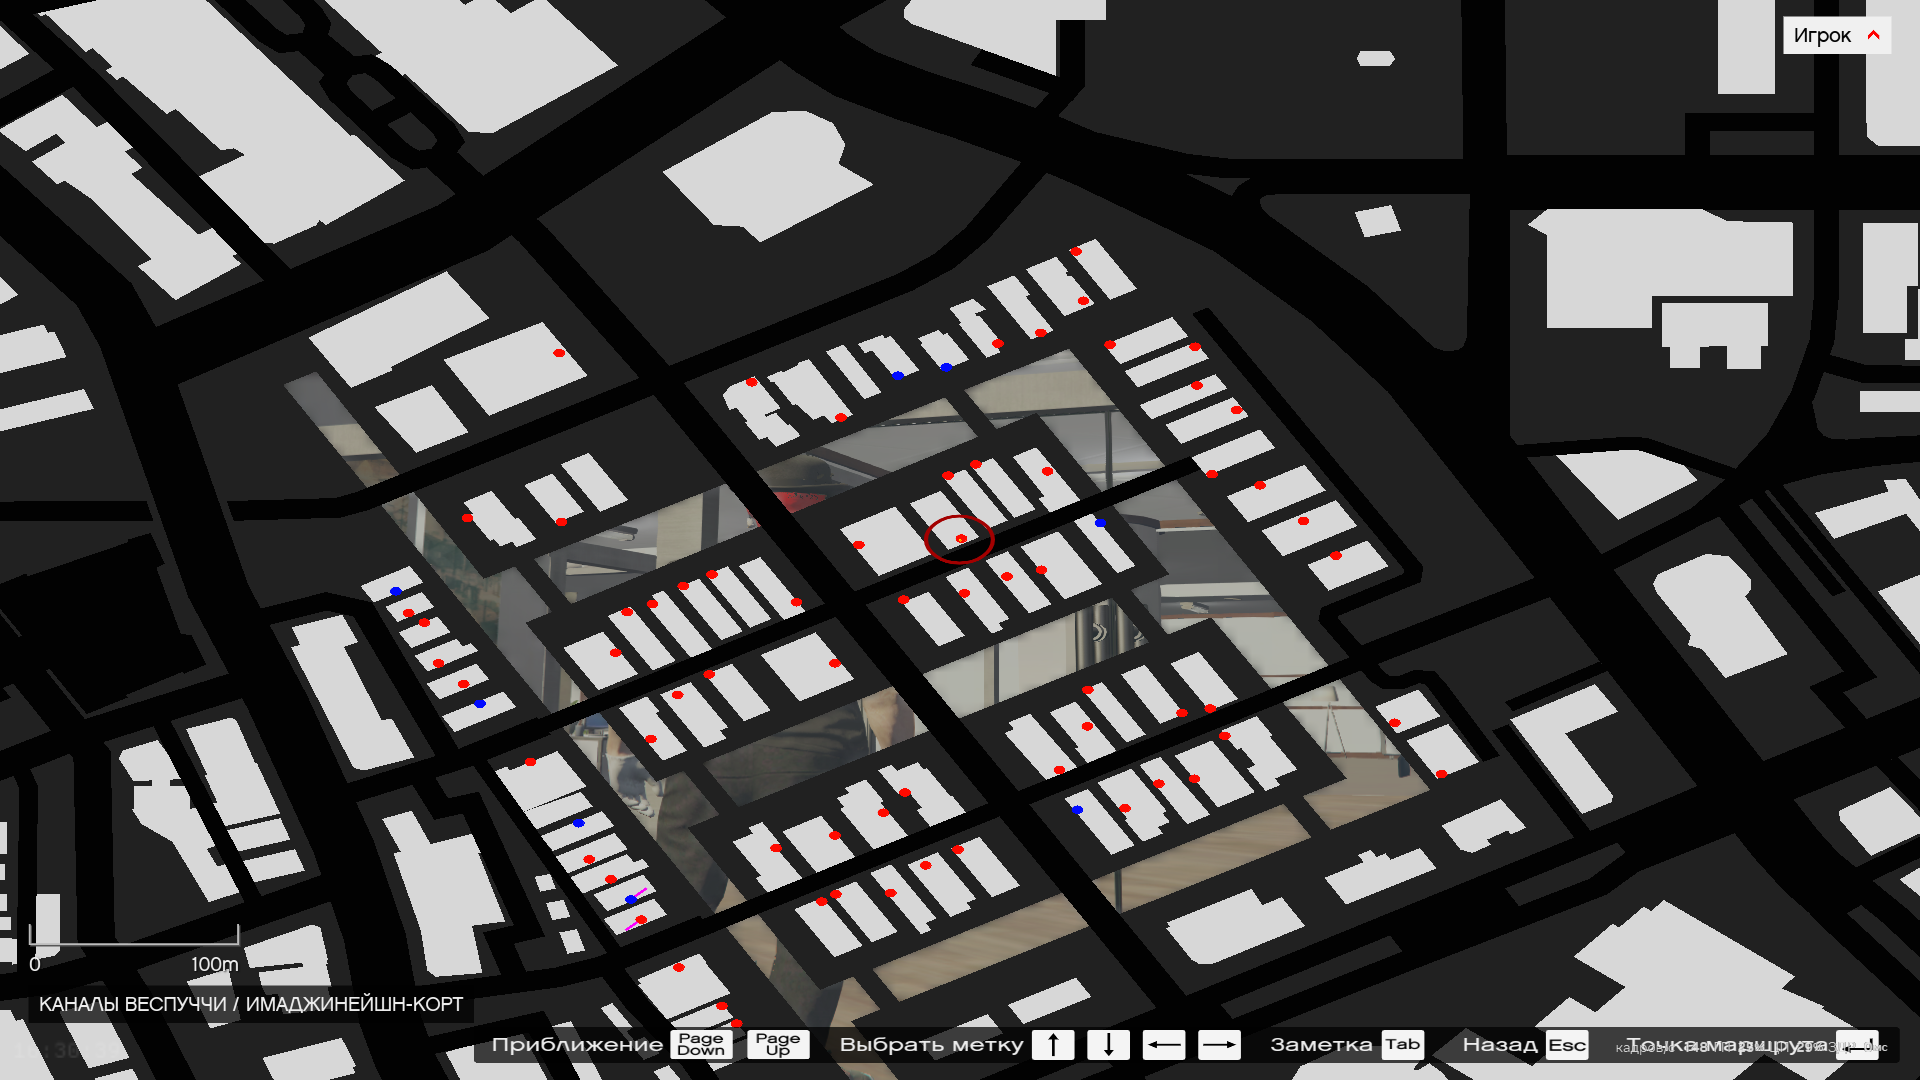 Игрок
0 100m
КАНАЛЫ ВЕСПУЧЧИ / ИМАДЖИНЕЙШН-КОРТ
Приближение Page Down Page Up Выбрать метку ↑ ↓ ← → Заметка Tab Назад Esc Точка маршрута